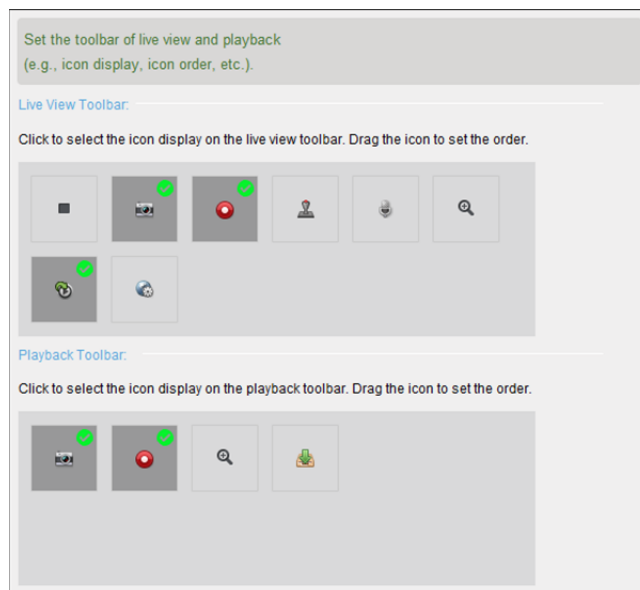 Set the toolbar of live view and playback
(e.g., icon display, icon order, etc.).
Live View Toolbar:
Click to select the icon display on the live view toolbar. Drag the icon to set the order.
Playback Toolbar:
Click to select the icon display on the playback toolbar. Drag the icon to set the order.